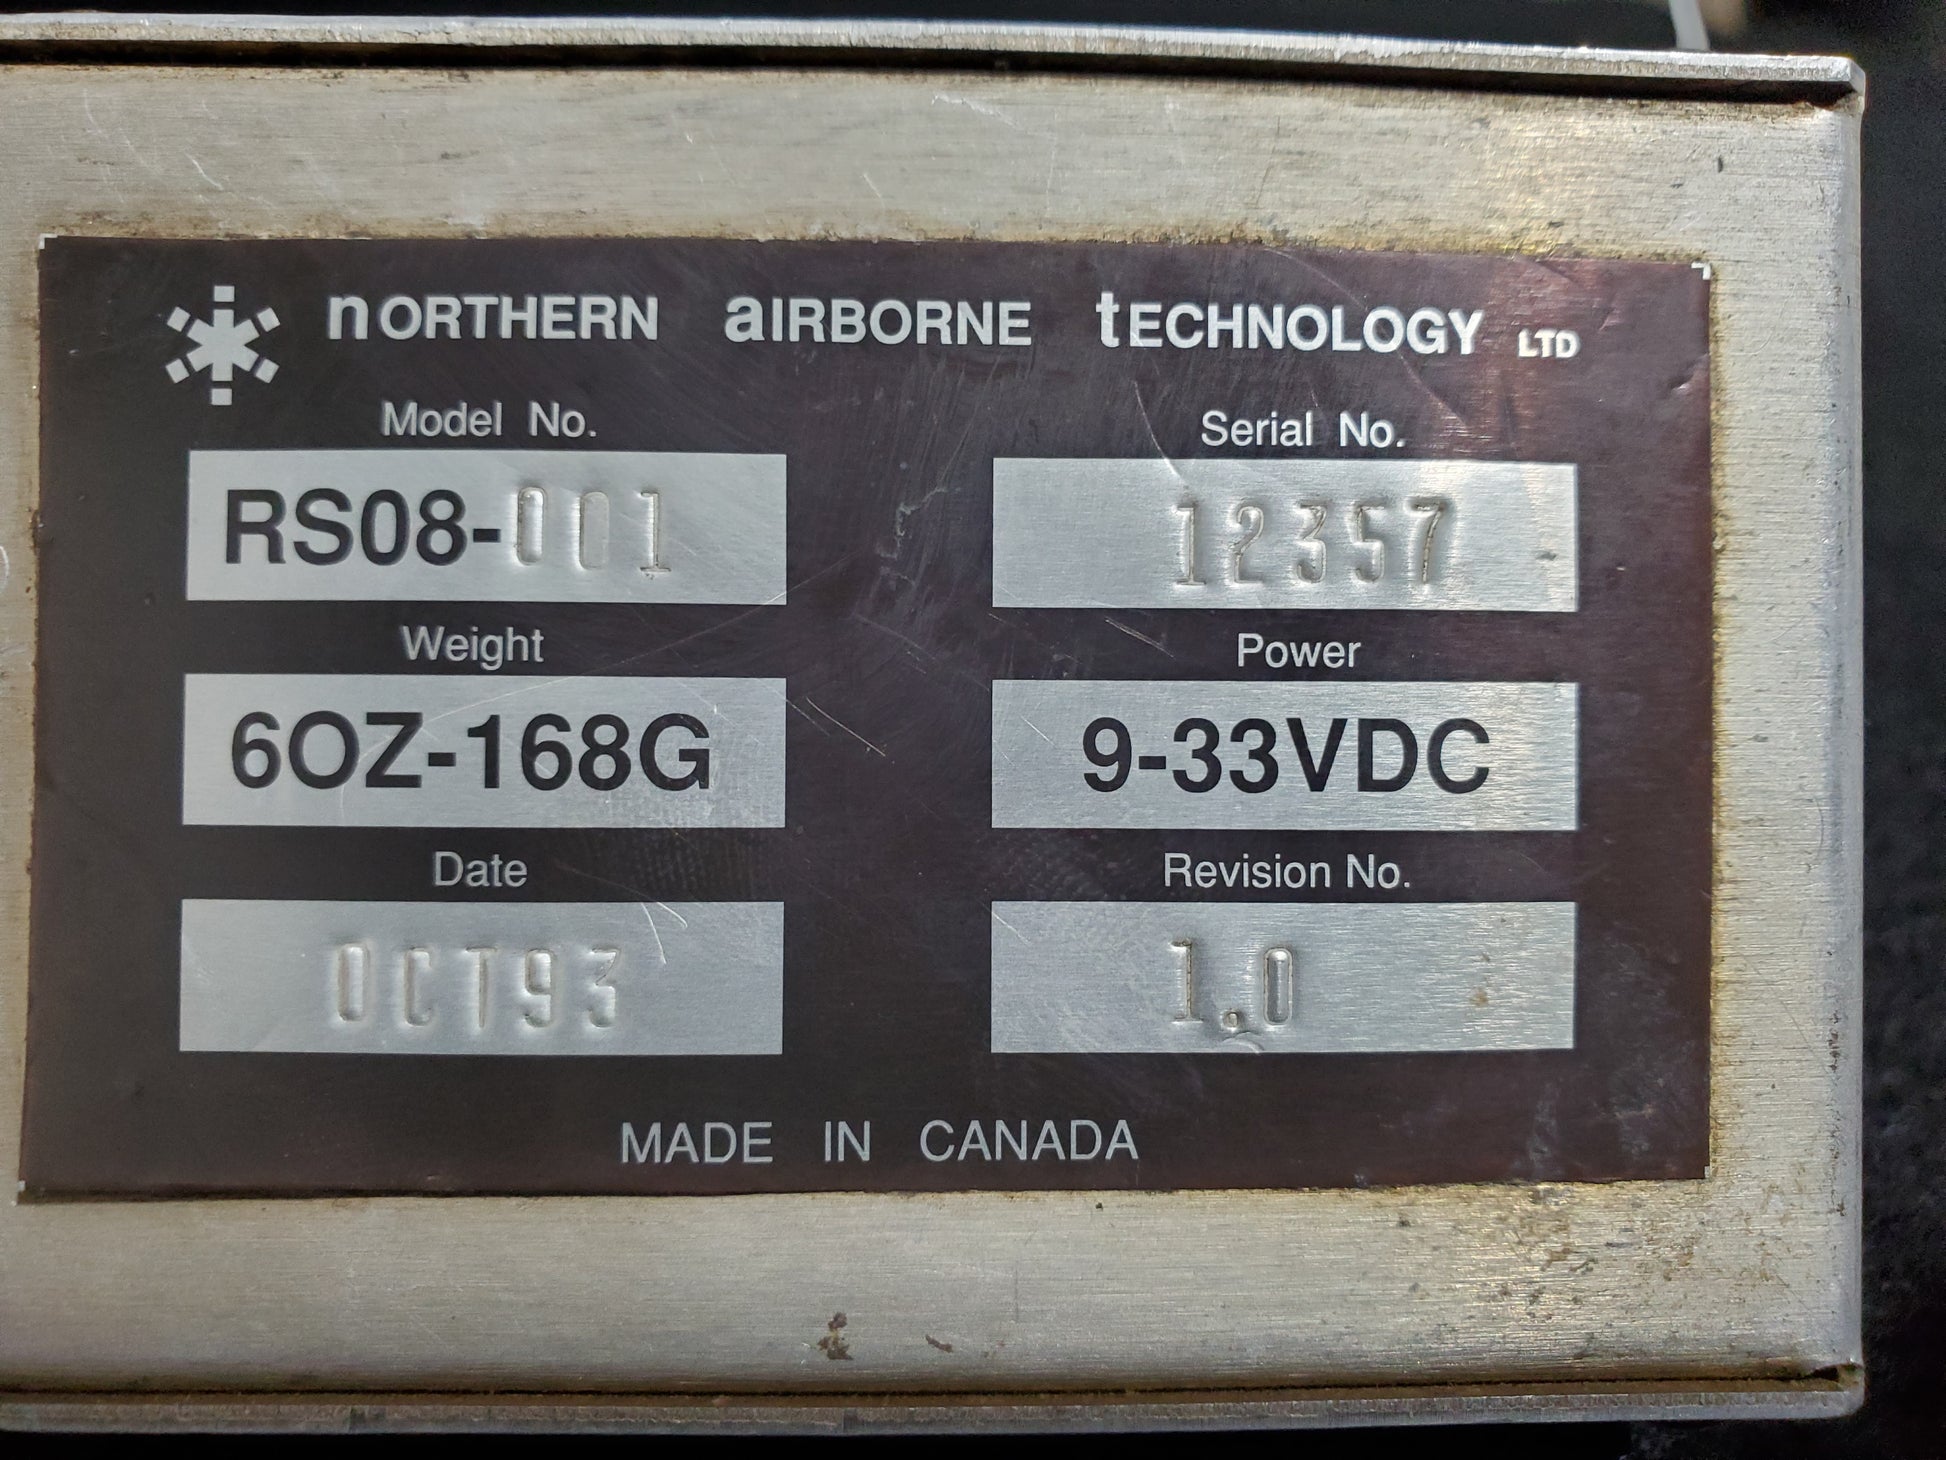 nORTHERN aIRBORNE tECHNOLOGY LTD
Model No. Serial No.
RS08-001 12357
Weight Power
6OZ-168G 9-33VDC
Date Revision No.
OCT93 1.0
MADE IN CANADA